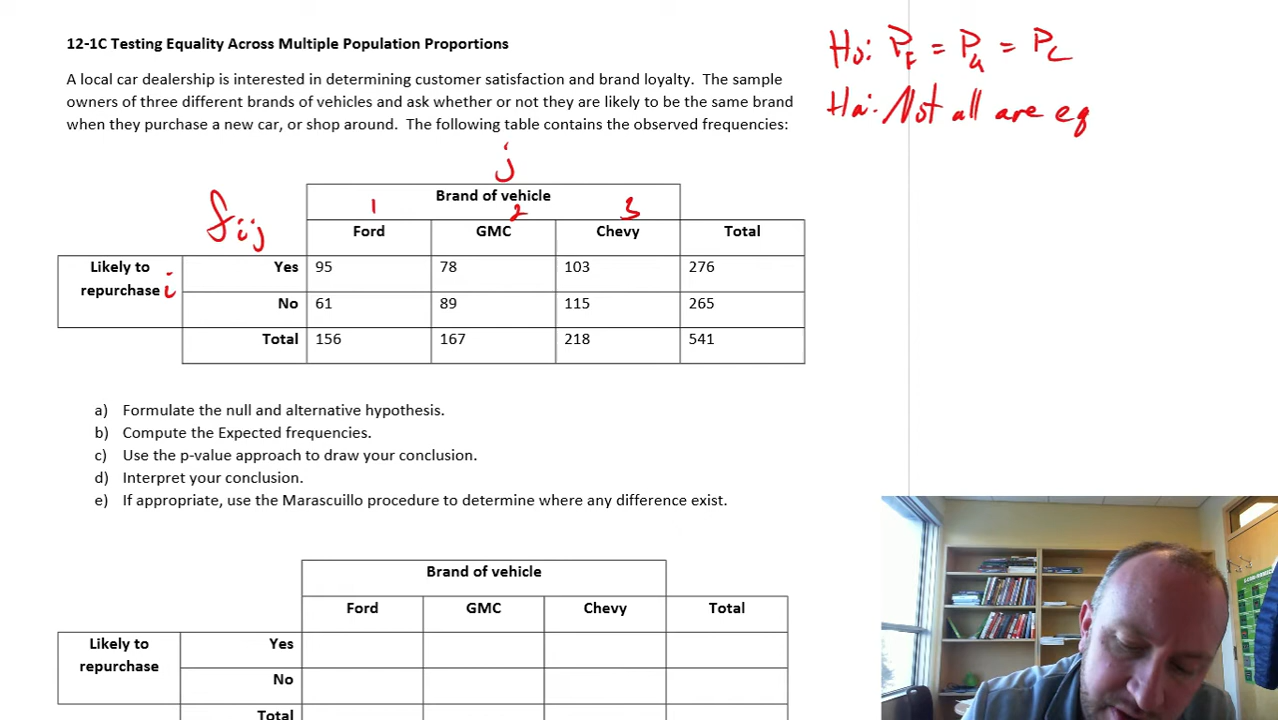 12-1C Testing Equality Across Multiple Population Proportions
A local car dealership is interested in determining customer satisfaction and brand loyalty. The sample
owners of three different brands of vehicles and ask whether or not they are likely to be the same brand
when they purchase a new car, or shop around. The following table contains the observed frequencies:
Ho: PF = PG = PC
Ha: Not all are eq
j
fij
Brand of vehicle
1 2 3
Ford GMC Chevy Total
Likely to Yes 95 78 103 276
repurchase i
No 61 89 115 265
Total 156 167 218 541
a) Formulate the null and alternative hypothesis.
b) Compute the Expected frequencies.
c) Use the p-value approach to draw your conclusion.
d) Interpret your conclusion.
e) If appropriate, use the Marascuillo procedure to determine where any difference exist.
Brand of vehicle
Ford GMC Chevy Total
Likely to Yes
repurchase
No
Total